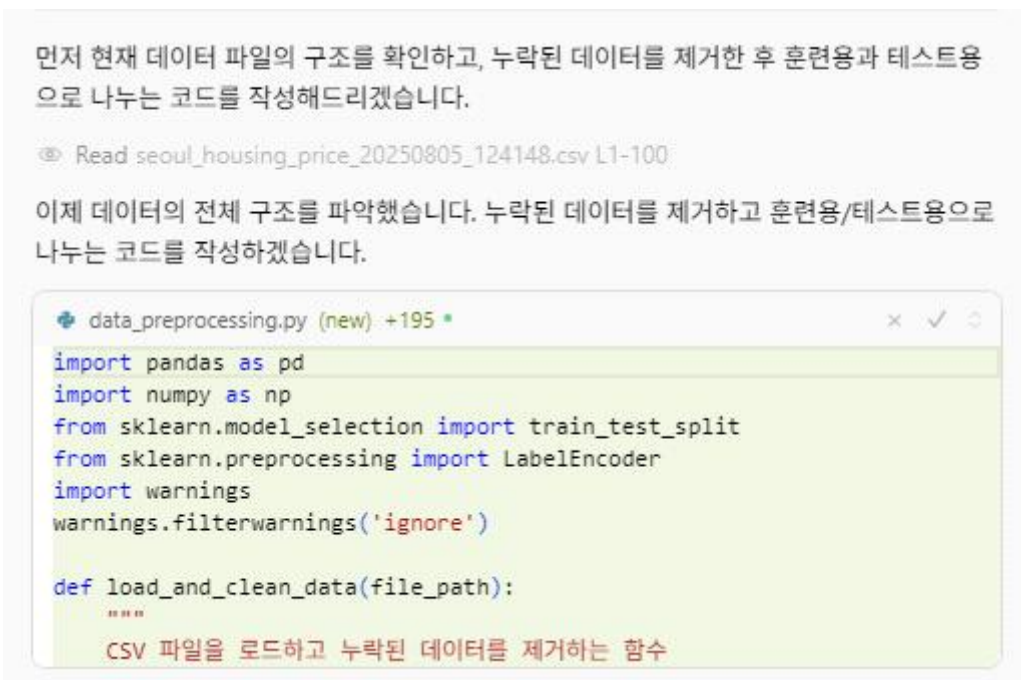 먼저 현재 데이터 파일의 구조를 확인하고, 누락된 데이터를 제거한 후 훈련용과 테스트용
으로 나누는 코드를 작성해드리겠습니다.
Read seoul_housing_price_20250805_124148.csv L1-100
이제 데이터의 전체 구조를 파악했습니다. 누락된 데이터를 제거하고 훈련용/테스트용으로
나누는 코드를 작성하겠습니다.
data_preprocessing.py (new) +195
import pandas as pd
import numpy as np
from sklearn.model_selection import train_test_split
from sklearn.preprocessing import LabelEncoder
import warnings
warnings.filterwarnings('ignore')
def load_and_clean_data(file_path):
"""
CSV 파일을 로드하고 누락된 데이터를 제거하는 함수